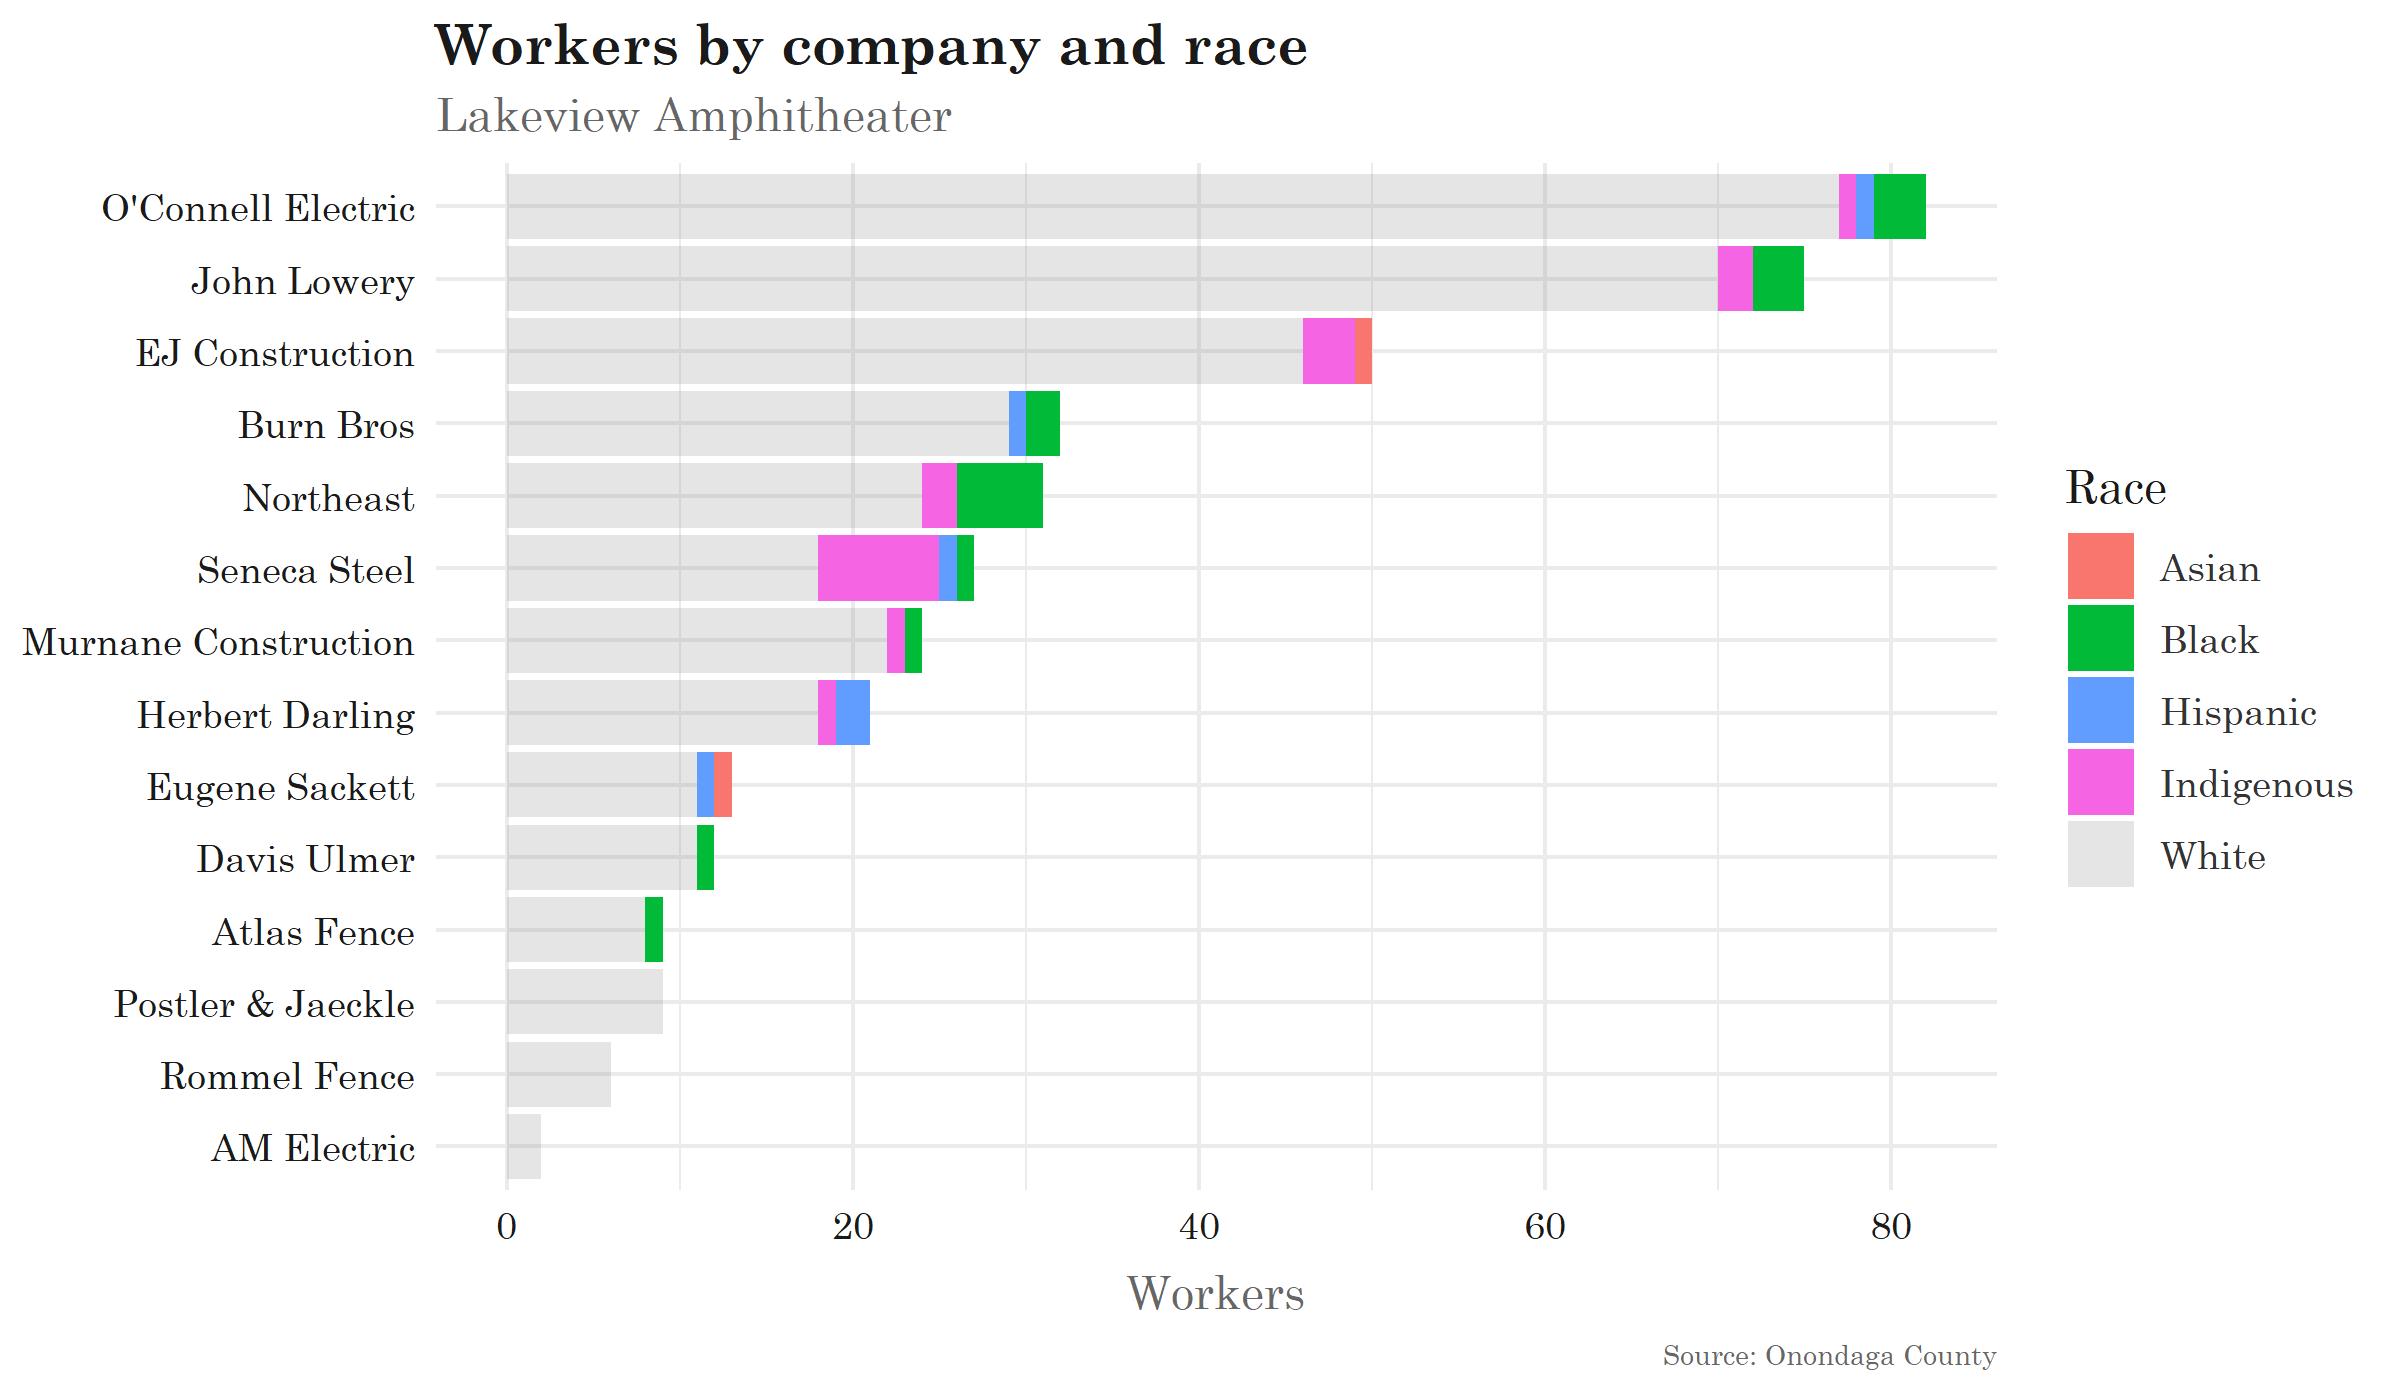 Workers by company and race
Lakeview Amphitheater
O'Connell Electric
John Lowery
EJ Construction
Burn Bros
Northeast
Seneca Steel
Murnane Construction
Herbert Darling
Eugene Sackett
Davis Ulmer
Atlas Fence
Postler & Jaeckle
Rommel Fence
AM Electric
0 20 40 60 80
Workers
Race
Asian
Black
Hispanic
Indigenous
White
Source: Onondaga County